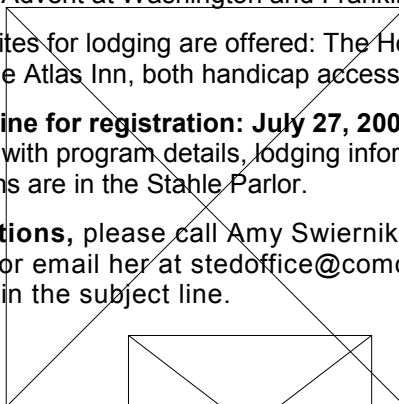 Advent at Washington and Frankli
ites for lodging are offered: The Ho
e Atlas Inn, both handicap access
ine for registration: July 27, 200
with program details, lodging infor
ns are in the Stahle Parlor.
tions, please call Amy Swiernik
or email her at stedoffice@comc
in the subject line.